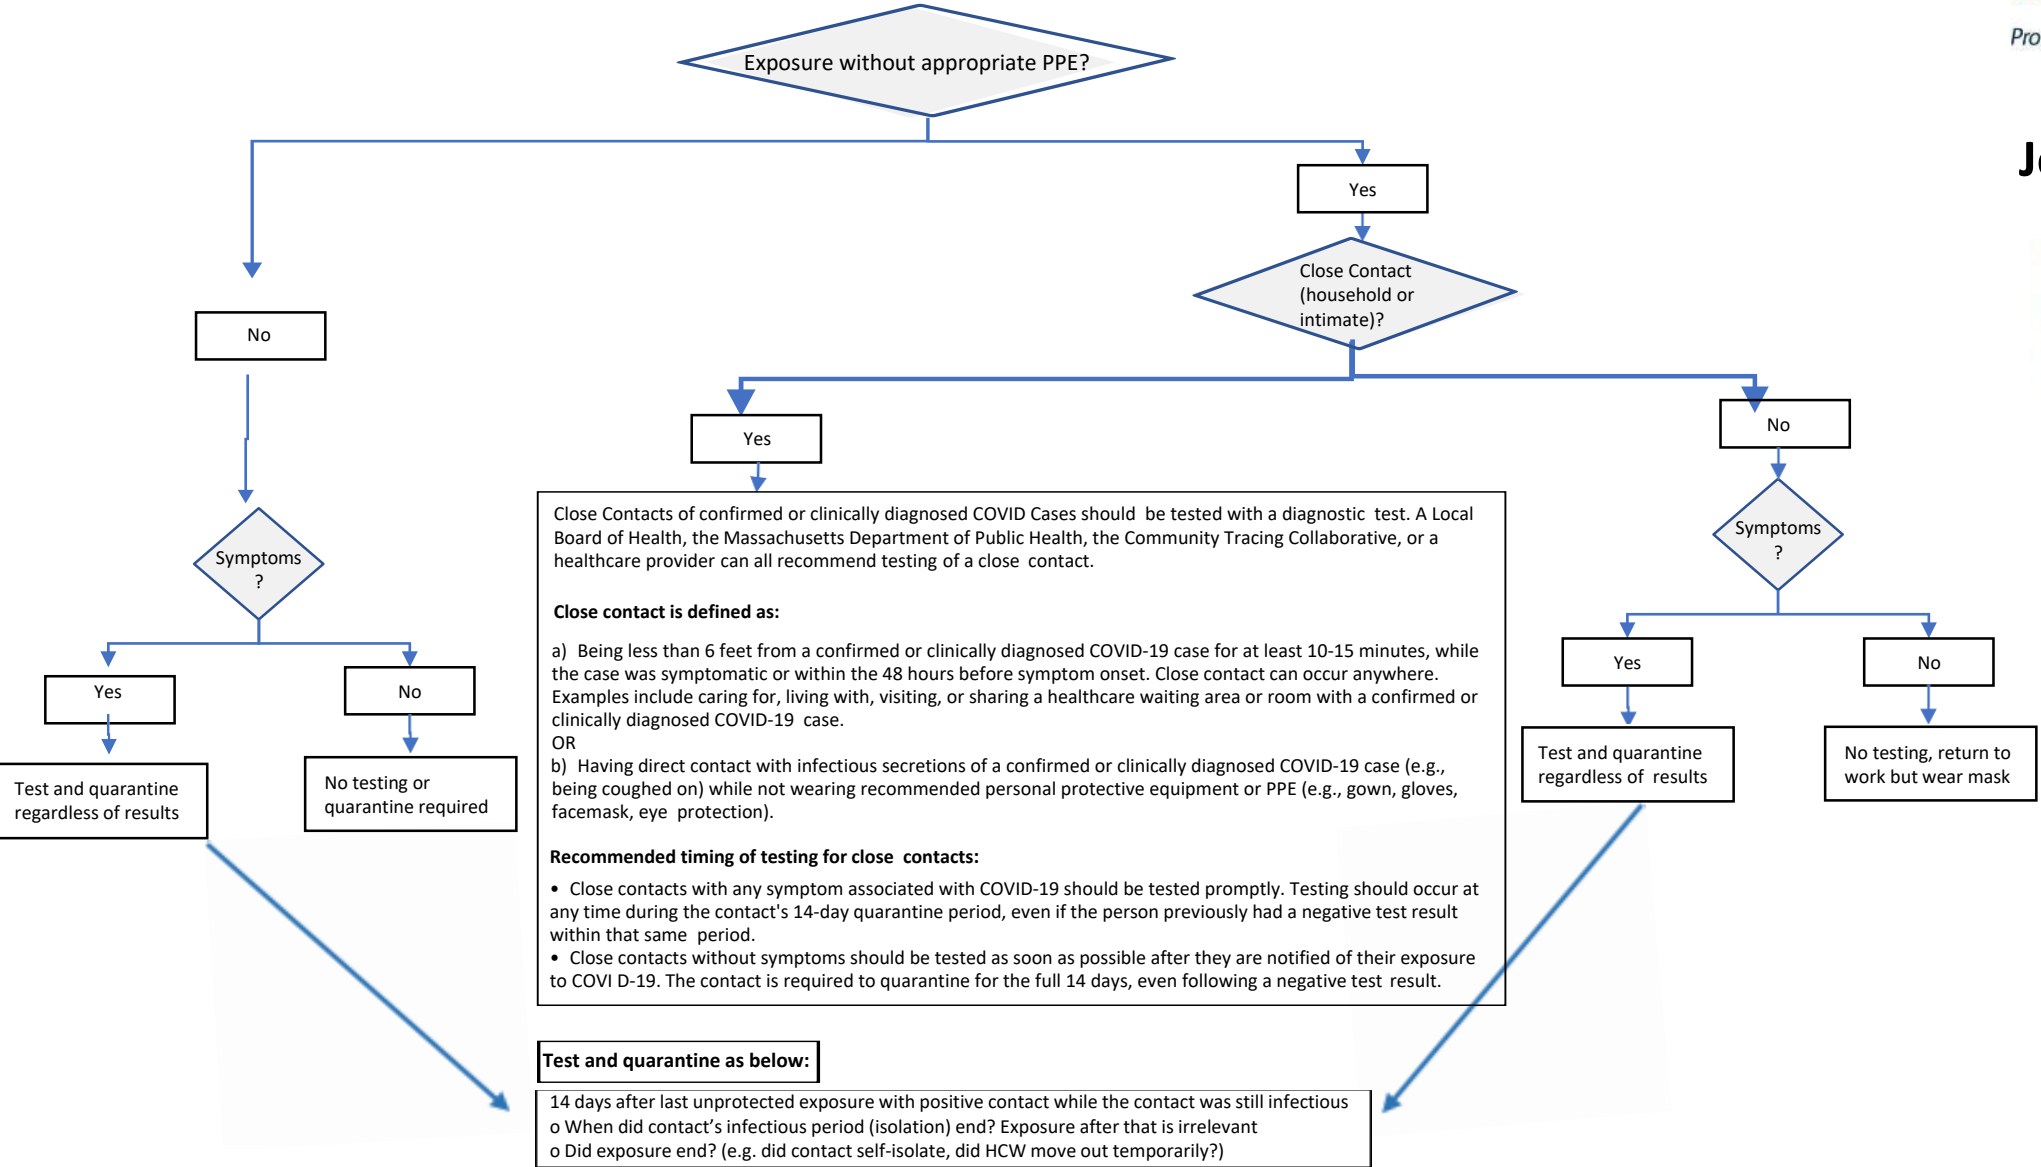 Exposure without appropriate PPE?
Pro
Jo
Yes
Close Contact
(household or
intimate)?
No
Yes
No
Symptoms
?
Symptoms
?
Yes
No
Yes
No
Test and quarantine
regardless of results
No testing or
quarantine required
Close Contacts of confirmed or clinically diagnosed COVID Cases should be tested with a diagnostic test. A Local
Board of Health, the Massachusetts Department of Public Health, the Community Tracing Collaborative, or a
healthcare provider can all recommend testing of a close contact.
Close contact is defined as:
a) Being less than 6 feet from a confirmed or clinically diagnosed COVID-19 case for at least 10-15 minutes, while
the case was symptomatic or within the 48 hours before symptom onset. Close contact can occur anywhere.
Examples include caring for, living with, visiting, or sharing a healthcare waiting area or room with a confirmed or
clinically diagnosed COVID-19 case.
OR
b) Having direct contact with infectious secretions of a confirmed or clinically diagnosed COVID-19 case (e.g.,
being coughed on) while not wearing recommended personal protective equipment or PPE (e.g., gown, gloves,
facemask, eye protection).
Recommended timing of testing for close contacts:
• Close contacts with any symptom associated with COVID-19 should be tested promptly. Testing should occur at
any time during the contact's 14-day quarantine period, even if the person previously had a negative test result
within that same period.
• Close contacts without symptoms should be tested as soon as possible after they are notified of their exposure
to COVI D-19. The contact is required to quarantine for the full 14 days, even following a negative test result.
Test and quarantine
regardless of results
No testing, return to
work but wear mask
Test and quarantine as below:
14 days after last unprotected exposure with positive contact while the contact was still infectious
o When did contact’s infectious period (isolation) end? Exposure after that is irrelevant
o Did exposure end? (e.g. did contact self-isolate, did HCW move out temporarily?)